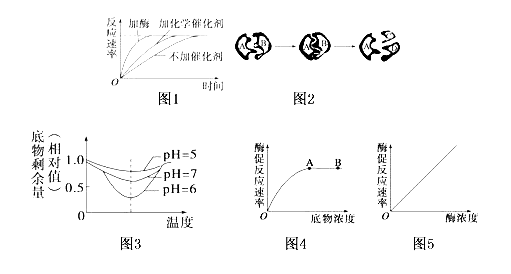 反应速率
加酶
加化学催化剂
不加催化剂
O
时间
图1
A B
A B
A
图2
底物剩余量（相对值）
1.0
0.5
0
pH=5
pH=7
pH=6
温度
图3
酶促反应速率
A B
O
底物浓度
图4
酶促反应速率
O
酶浓度
图5